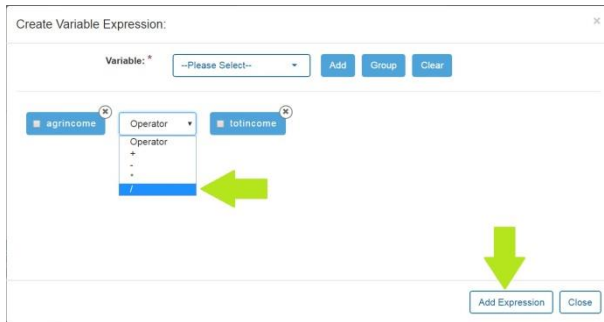 Create Variable Expression: ×
Variable: * --Please Select-- Add Group Clear
agrincome Operator totincome
Operator
+
-
*
/
Add Expression Close